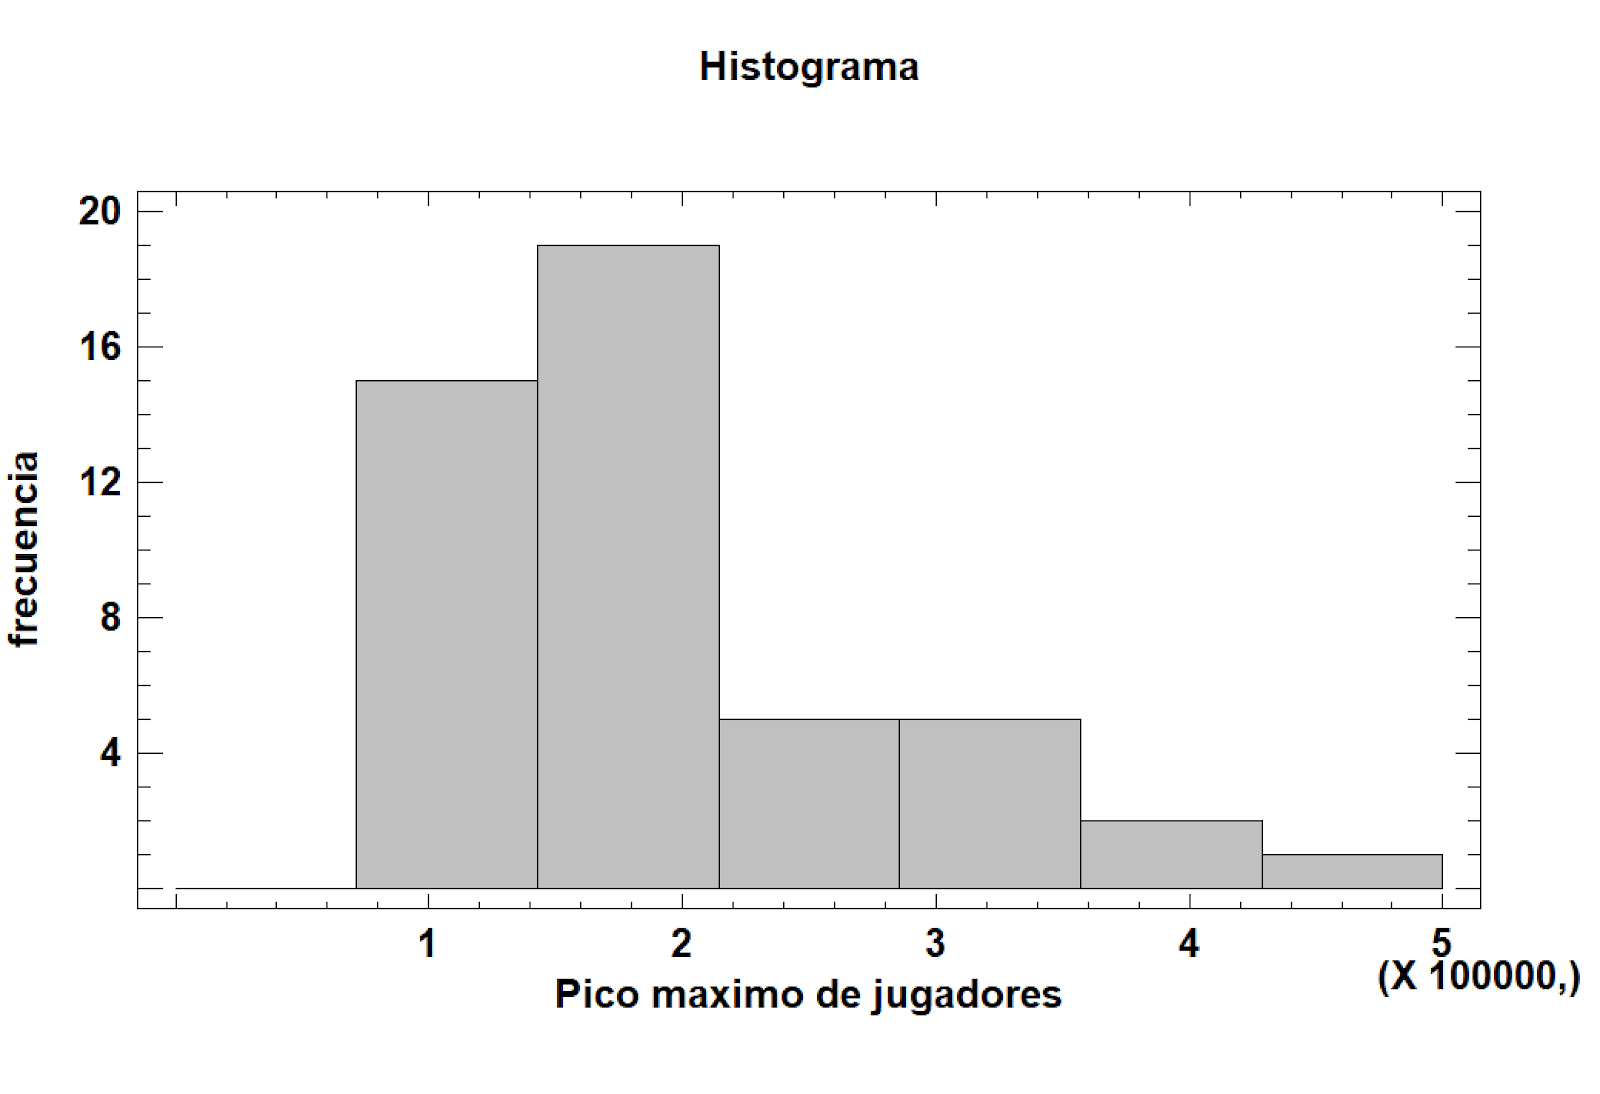 Histograma
20
16
12
8
4
frecuencia
1 2 3 4 5
(X 100000,)
Pico maximo de jugadores